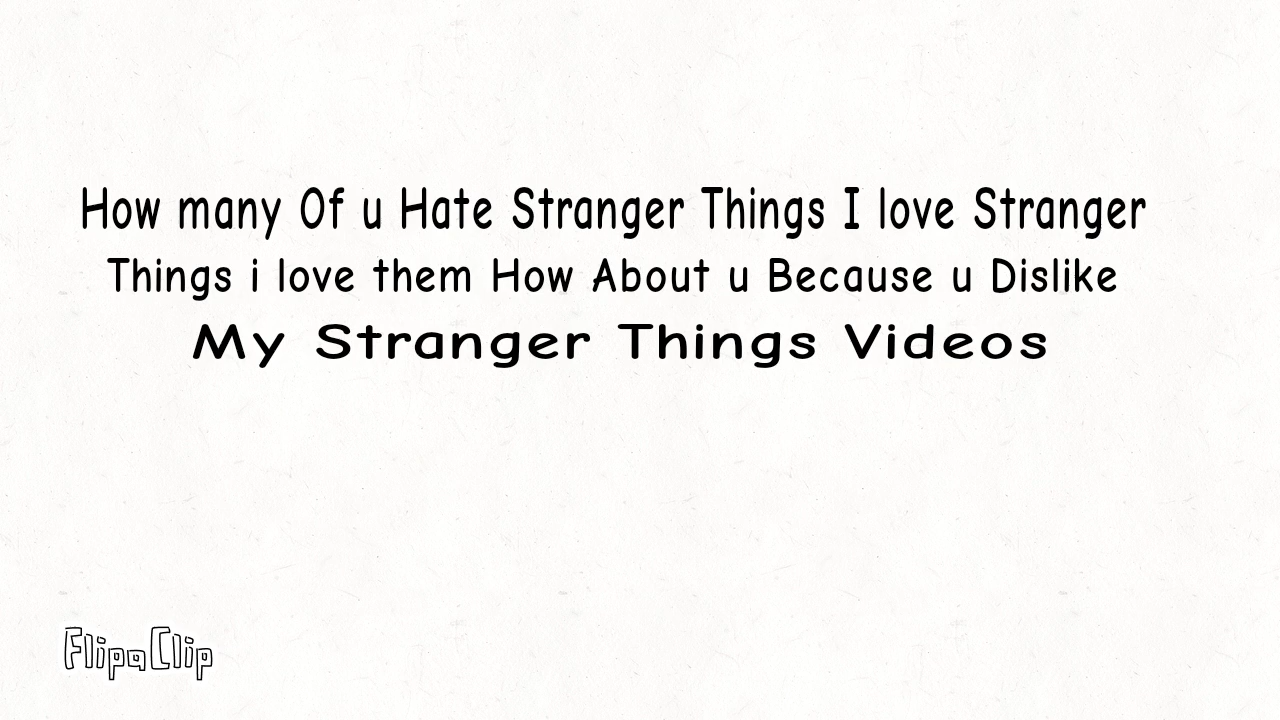 How many Of u Hate Stranger Things I love Stranger
Things i love them How About u Because u Dislike
My Stranger Things Videos
FlipaClip